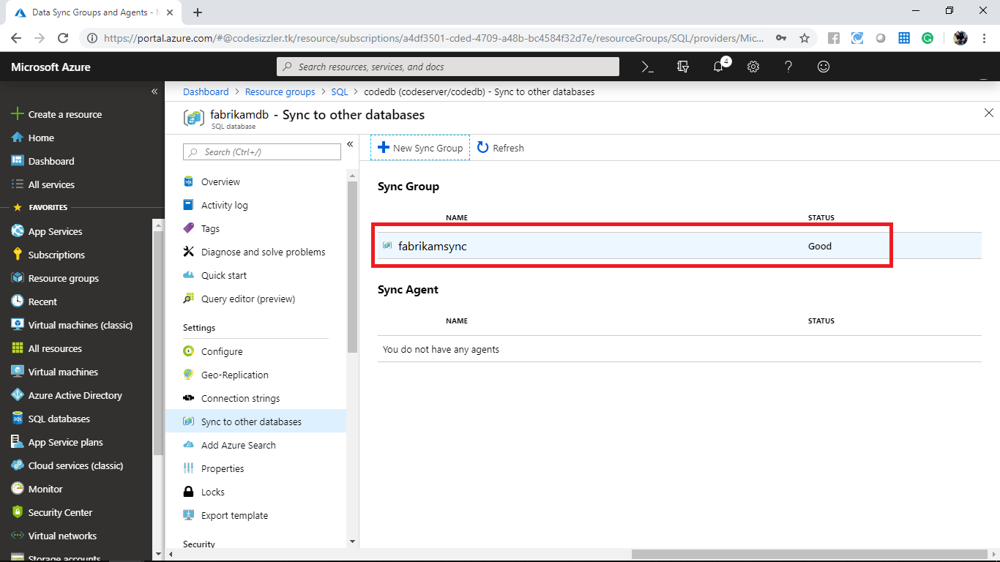 Data Sync Groups and Agents - M
https://portal.azure.com/#@codesizzler.tk/resource/subscriptions/a4df3501-cded-4709-a48b-bc4584f32d7e/resourceGroups/SQL/providers/Mic...
Microsoft Azure
Search resources, services, and docs
4
«
Create a resource
Home
Dashboard
All services
FAVORITES
App Services
Subscriptions
Resource groups
Recent
Virtual machines (classic)
All resources
Virtual machines
Azure Active Directory
SQL databases
App Service plans
Cloud services (classic)
Monitor
Security Center
Virtual networks
Storage accounts
Dashboard > Resource groups > SQL > codedb (codeserver/codedb) - Sync to other databases
fabrikamdb - Sync to other databases
SQL database
Search (Ctrl+/)
«
Overview
Activity log
Tags
Diagnose and solve problems
Quick start
Query editor (preview)
Settings
Configure
Geo-Replication
Connection strings
Sync to other databases
Add Azure Search
Properties
Locks
Export template
Security
New Sync Group Refresh
Sync Group
NAME STATUS
fabrikamsync Good
Sync Agent
NAME STATUS
You do not have any agents